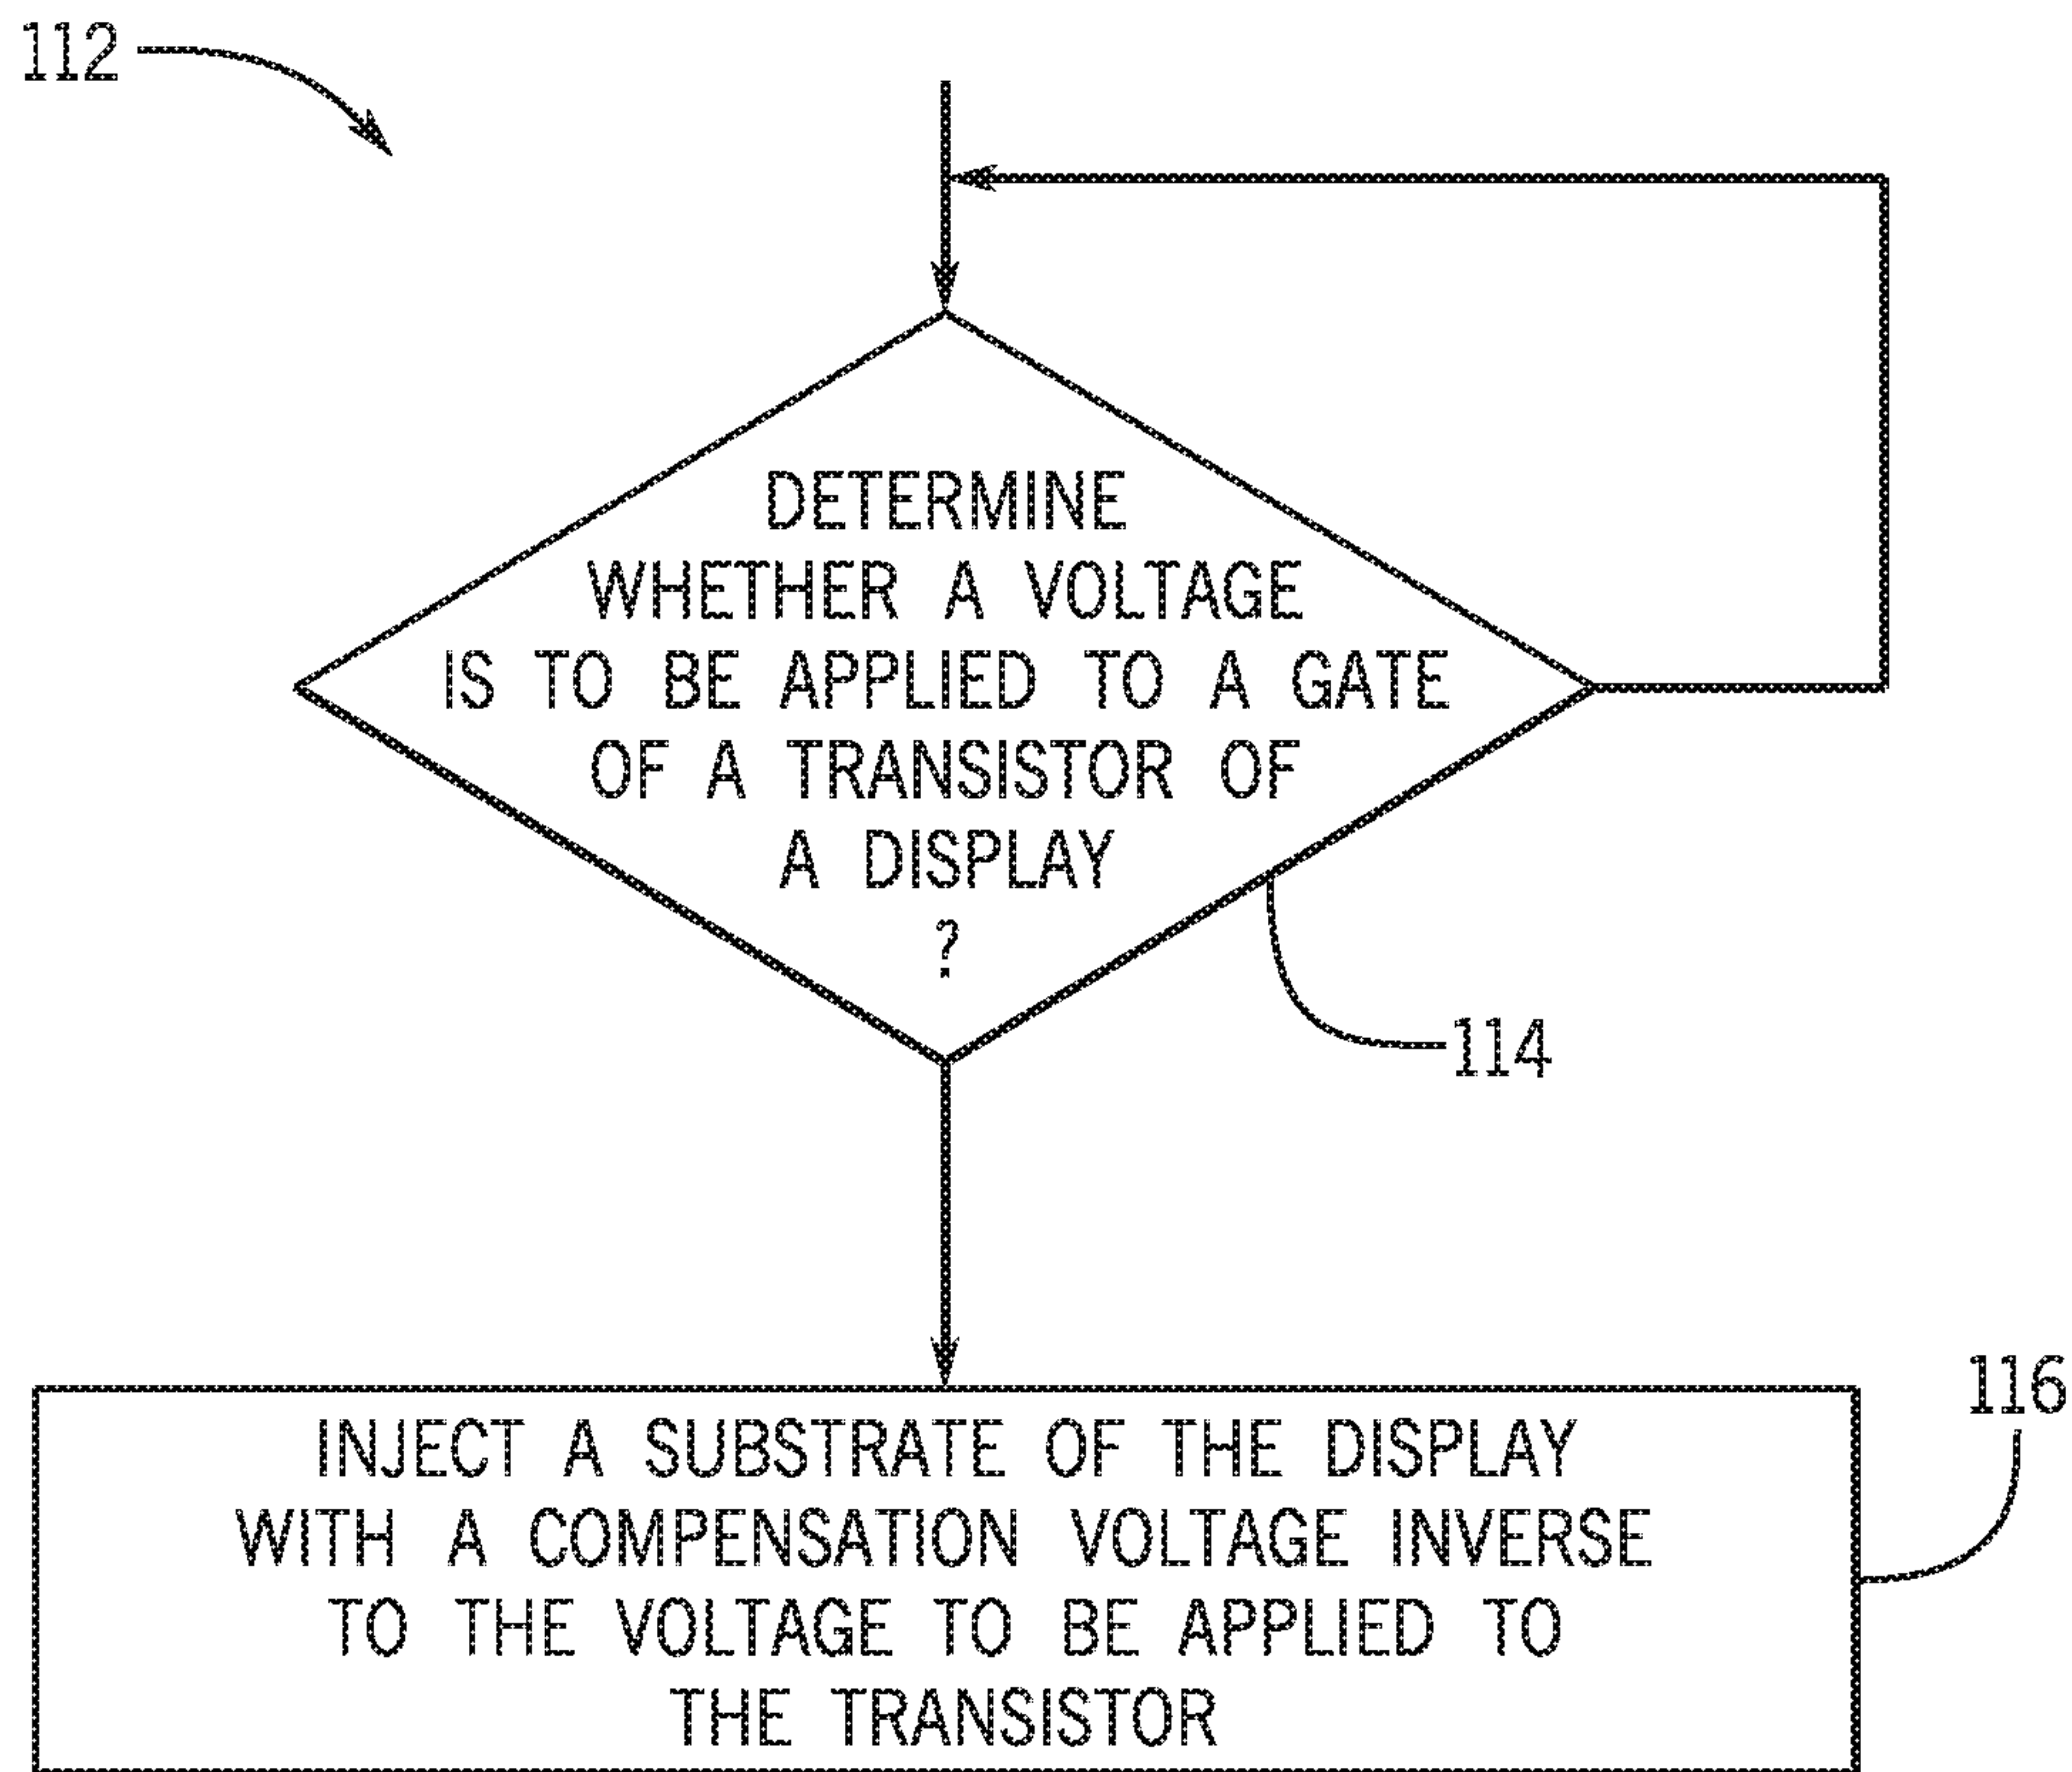 112
DETERMINE
WHETHER A VOLTAGE
IS TO BE APPLIED TO A GATE
OF A TRANSISTOR OF
A DISPLAY
?
114
116
INJECT A SUBSTRATE OF THE DISPLAY
WITH A COMPENSATION VOLTAGE INVERSE
TO THE VOLTAGE TO BE APPLIED TO
THE TRANSISTOR